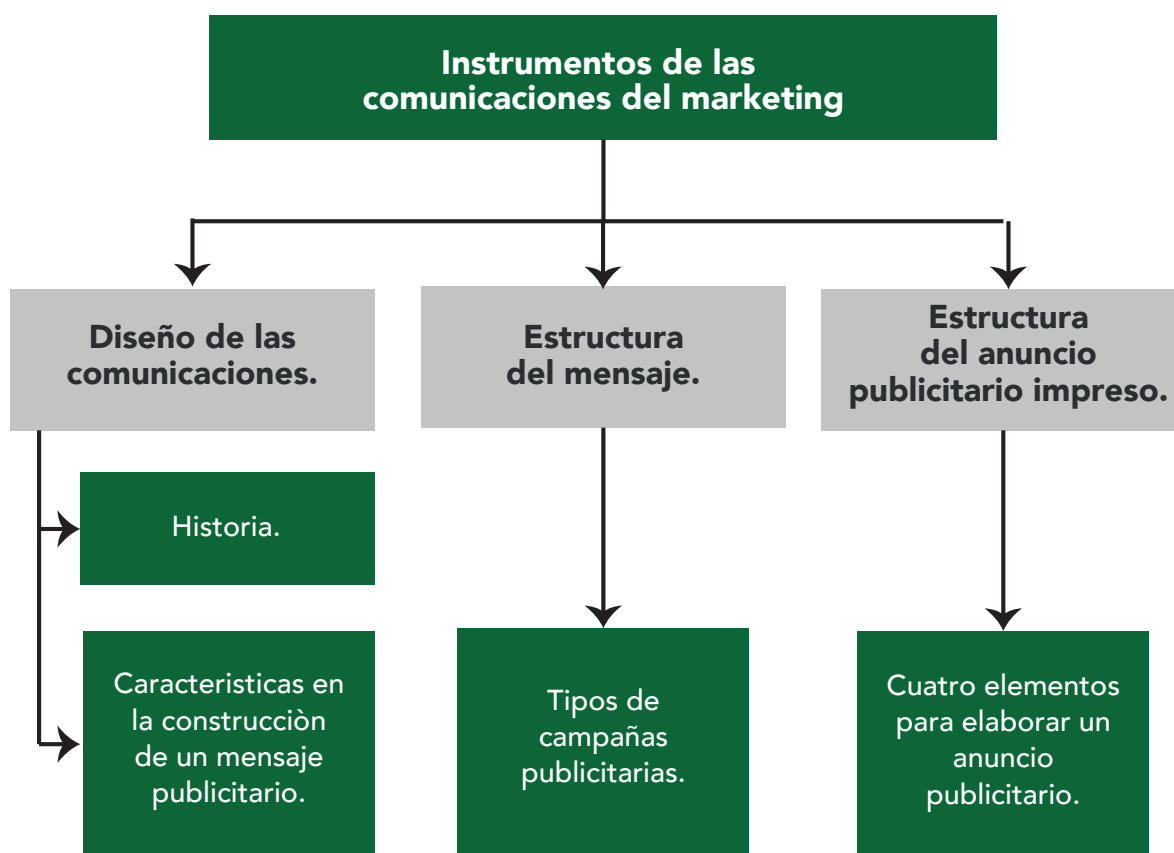 Instrumentos de las
comunicaciones del marketing
Diseño de las
comunicaciones.
Estructura
del mensaje.
Estructura
del anuncio
publicitario impreso.
Historia.
Caracteristicas en
la construcciòn
de un mensaje
publicitario.
Tipos de
campañas
publicitarias.
Cuatro elementos
para elaborar un
anuncio
publicitario.